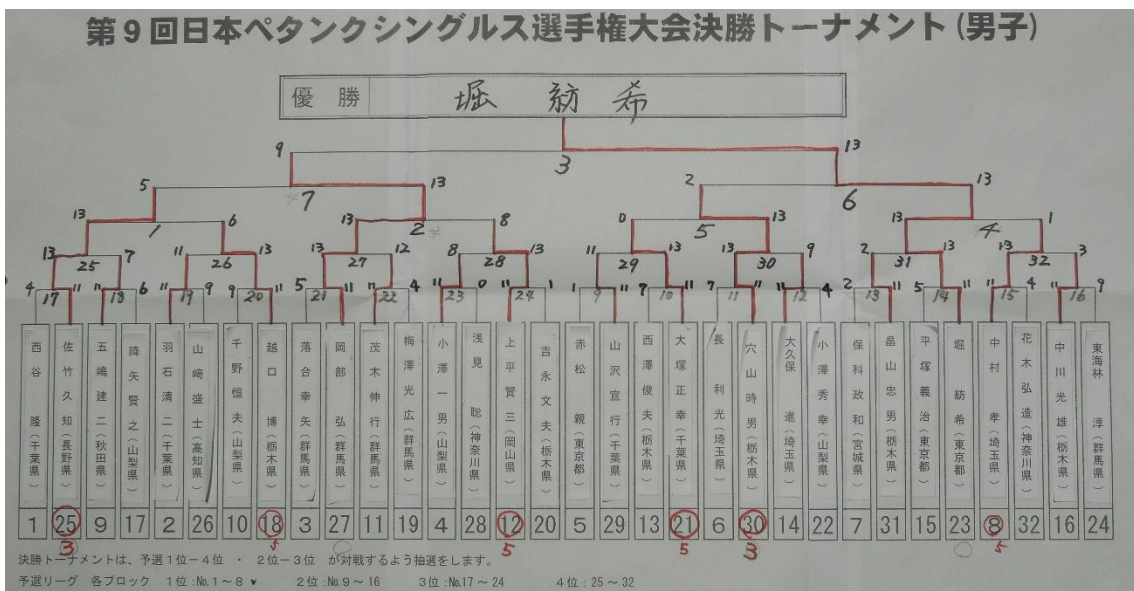 第9回日本ペタンクシングルス選手権大会決勝トーナメント(男子)
優 勝 堀 紡 希
9 3 13
5 7 13 2 6 13
13 1 6 13 2 8 0 5 13 13 4 1
13 25 7 11 26 13 13 27 12 8 28 13 11 29 13 13 30 9 2 31 13 13 32 3
4 17 11 11 18 6 11 19 9 9 20 11 5 21 11 11 22 4 11 23 0 11 24 1 1 9 11 7 10 11 7 11 11 11 12 4 2 13 11 5 14 11 11 15 4 11 16 9
西谷 隆(千葉県)
佐竹久知(長野県)
五嶋建二(秋田県)
降矢賢之(山梨県)
羽石清二(千葉県)
山﨑盛士(高知県)
千野恒夫(山梨県)
越口 博(栃木県)
落合幸矢(群馬県)
岡部 弘(群馬県)
茂木伸行(群馬県)
梅澤光広(群馬県)
小澤一男(山梨県)
浅見 聡(神奈川県)
上平賢三(岡山県)
吉永文夫(栃木県)
赤松 親(東京都)
山沢宣行(千葉県)
西澤俊夫(栃木県)
大塚正幸(千葉県)
長 利光(埼玉県)
穴山時男(栃木県)
大久保 進(埼玉県)
小澤秀幸(山梨県)
保科政和(宮城県)
畠山忠男(栃木県)
平塚義治(東京都)
堀 紡希(東京都)
中村 孝(埼玉県)
花木弘造(神奈川県)
中川光雄(栃木県)
東海林 淳(群馬県)
1 25 9 17 2 26 10 18 3 27 11 19 4 28 12 20 5 29 13 21 6 30 14 22 7 31 15 23 8 32 16 24
3 5 5 5 3 5
決勝トーナメントは、予選1位－4位 ・ 2位－3位 が対戦するよう抽選をします。
予選リーグ 各ブロック 1位:No.1～8 2位:No.9～16 3位:No.17～24 4位:25～32